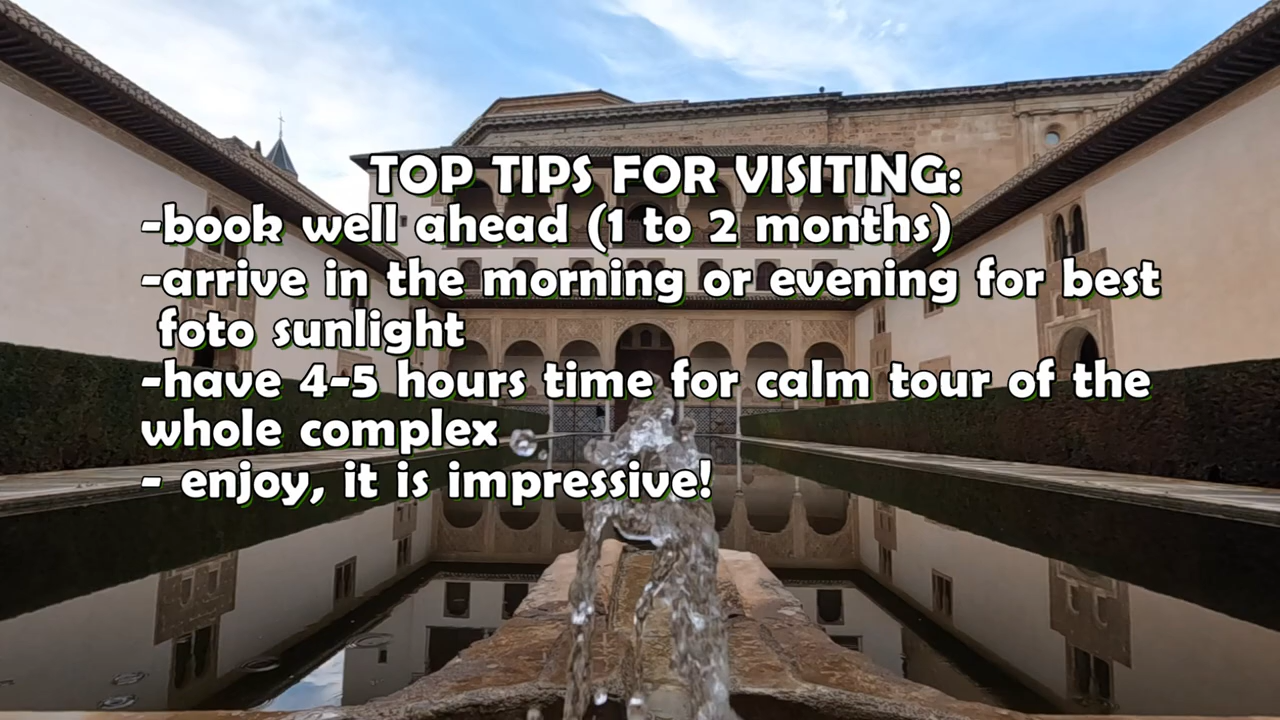 TOP TIPS FOR VISITING:
-book well ahead (1 to 2 months)
-arrive in the morning or evening for best
foto sunlight
-have 4-5 hours time for calm tour of the
whole complex
- enjoy, it is impressive!